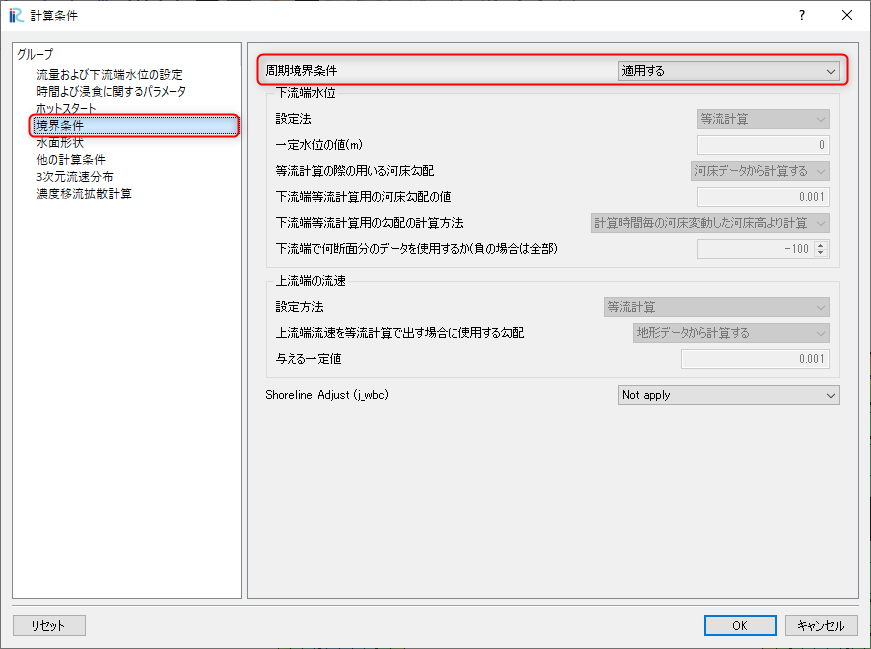 計算条件
グループ
流量および下流端水位の設定
時間よび浸食に関するパラメータ
ホットスタート
境界条件
水面形状
他の計算条件
3次元流速分布
濃度移流拡散計算
周期境界条件 適用する
下流端水位
設定法 等流計算
一定水位の値(m) 0
等流計算の際の用いる河床勾配 河床データから計算する
下流端等流計算用の河床勾配の値 0.001
下流端等流計算用の勾配の計算方法 計算時間毎の河床変動した河床高より計算
下流端で何断面分のデータを使用するか(負の場合は全部) -100
上流端の流速
設定方法 等流計算
上流端流速を等流計算で出す場合に使用する勾配 地形データから計算する
与える一定値 0.001
Shoreline Adjust (j_wbc) Not apply
リセット OK キャンセル